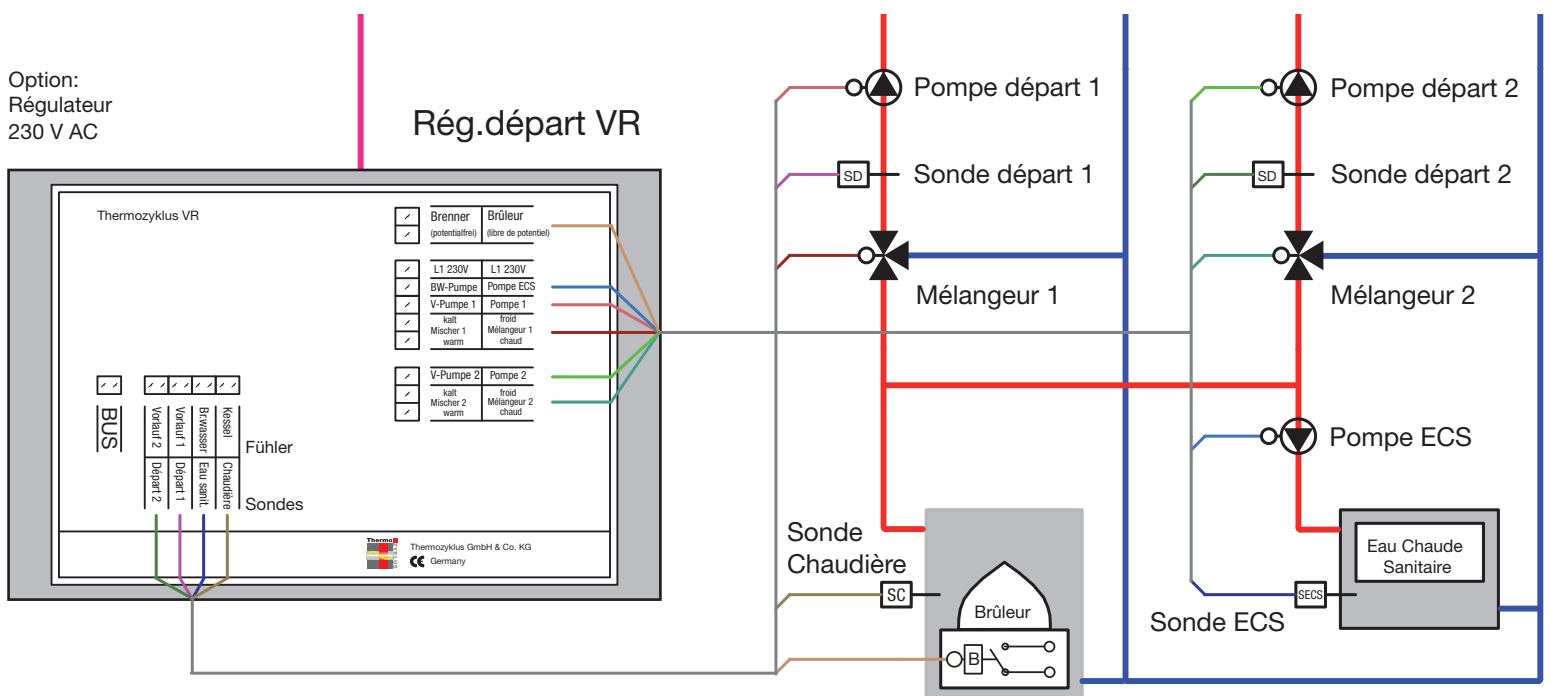 Option:
Régulateur
230 V AC
Rég.départ VR
Thermozyklus VR
Brenner Brûleur
(potentialfrei) (libre de potentiel)
L1 230V L1 230V
BW-Pumpe Pompe ECS
V-Pumpe 1 Pompe 1
kalt froid
Mischer 1 Mélangeur 1
warm chaud
V-Pumpe 2 Pompe 2
kalt froid
Mischer 2 Mélangeur 2
warm chaud
BUS
Vorlauf 2 Départ 2
Vorlauf 1 Départ 1
Br.wasser Eau sanit.
Kessel Chaudière
Fühler
Sondes
Thermo
ZYKLUS
Thermozyklus GmbH & Co. KG
CE Germany
Pompe départ 1
SD Sonde départ 1
Mélangeur 1
Pompe départ 2
SD Sonde départ 2
Mélangeur 2
Pompe ECS
Sonde
Chaudière
SC
Brûleur
B
Eau Chaude
Sanitaire
SECS
Sonde ECS